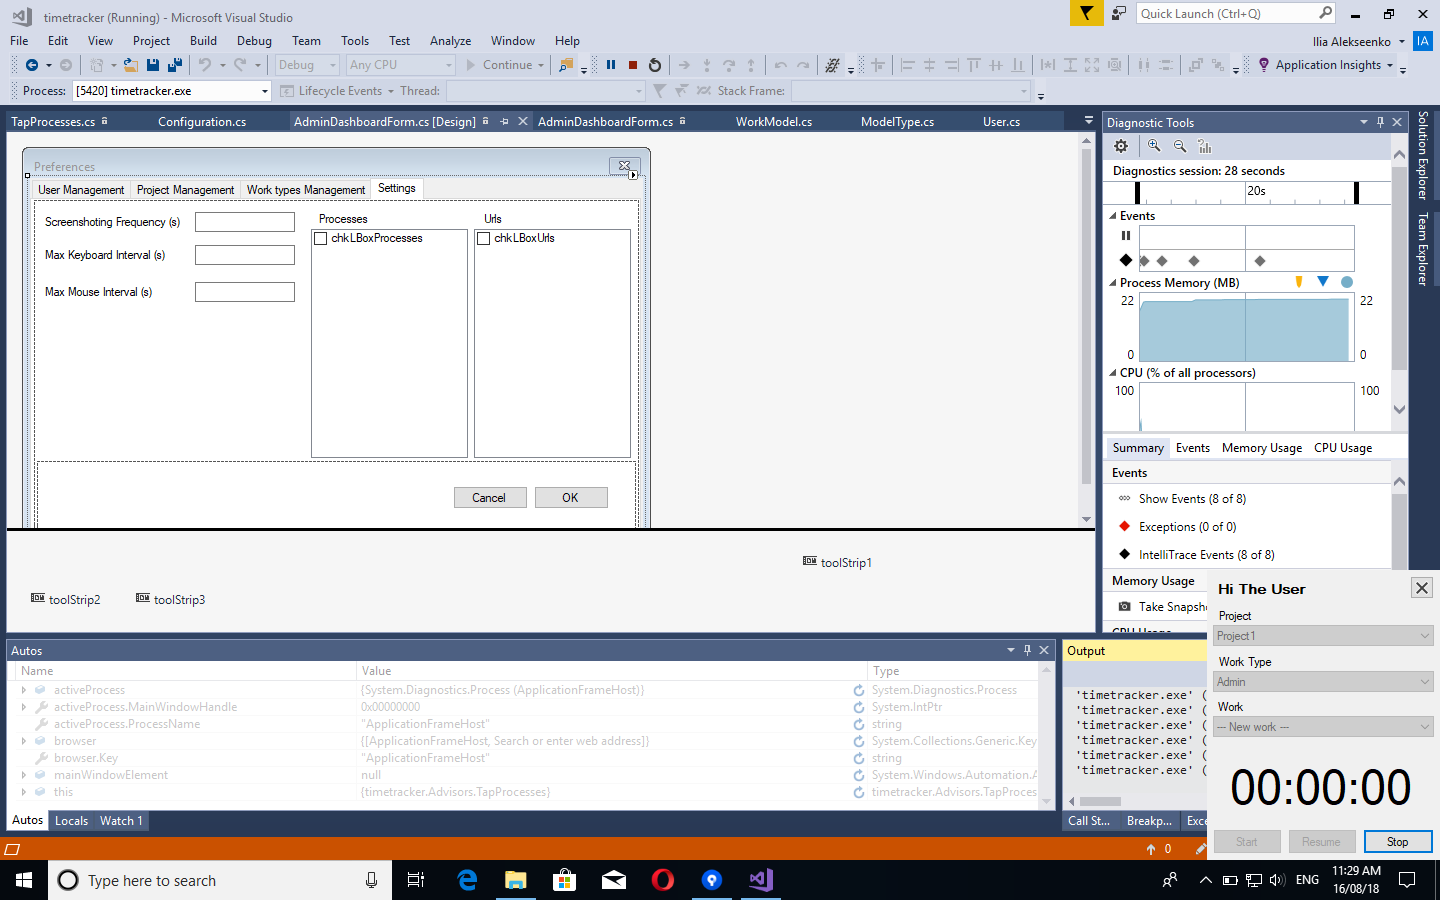 timetracker (Running) - Microsoft Visual Studio
Quick Launch (Ctrl+Q)
File Edit View Project Build Debug Team Tools Test Analyze Window Help
Ilia Alekseenko IA
Debug Any CPU Continue Application Insights
Process: [5420] timetracker.exe Lifecycle Events Thread: Stack Frame:
TapProcesses.cs Configuration.cs AdminDashboardForm.cs [Design] AdminDashboardForm.cs WorkModel.cs ModelType.cs User.cs
Preferences
User Management Project Management Work types Management Settings
Screenshoting Frequency (s)
Max Keyboard Interval (s)
Max Mouse Interval (s)
Processes
chkLBoxProcesses
Urls
chkLBoxUrls
Cancel OK
toolStrip1
toolStrip2 toolStrip3
Diagnostic Tools
Diagnostics session: 28 seconds
20s
Events
Process Memory (MB)
22 22
0 0
CPU (% of all processors)
100 100
Summary Events Memory Usage CPU Usage
Events
Show Events (8 of 8)
Exceptions (0 of 0)
IntelliTrace Events (8 of 8)
Memory Usage
Take Snapsh
Solution Explorer
Team Explorer
Autos
Name Value Type
activeProcess {System.Diagnostics.Process (ApplicationFrameHost)} System.Diagnostics.Process
activeProcess.MainWindowHandle 0x00000000 System.IntPtr
activeProcess.ProcessName "ApplicationFrameHost" string
browser {[ApplicationFrameHost, Search or enter web address]} System.Collections.Generic.Key
browser.Key "ApplicationFrameHost" string
mainWindowElement null System.Windows.Automation.A
this {timetracker.Advisors.TapProcesses} timetracker.Advisors.TapProces
Autos Locals Watch 1
Output
'timetracker.exe' (
'timetracker.exe' (
'timetracker.exe' (
'timetracker.exe' (
'timetracker.exe' (
'timetracker.exe' (
Call St... Breakp... Exce
0
Hi The User
Project
Project1
Work Type
Admin
Work
--- New work ---
00:00:00
Start Resume Stop
Type here to search
ENG
11:29 AM
16/08/18